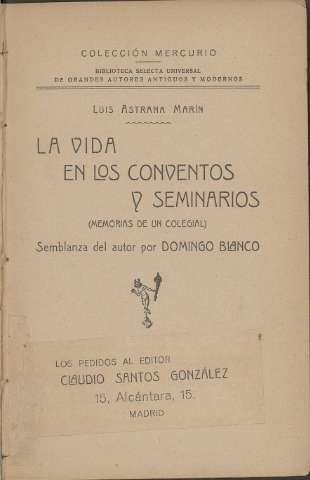 COLECCIÓN MERCURIO
BIBLIOTECA SELECTA UNIVERSAL
DE GRANDES AUTORES ANTIGUOS Y MODERNOS
LUIS ASTRANA MARÍN
LA VIDA
EN LOS CONVENTOS
Y SEMINARIOS
(MEMORIAS DE UN COLEGIAL)
Semblanza del autor por DOMINGO BLANCO
LOS PEDIDOS AL EDITOR
CLAUDIO SANTOS GONZÁLEZ
15, Alcántara, 15.
MADRID